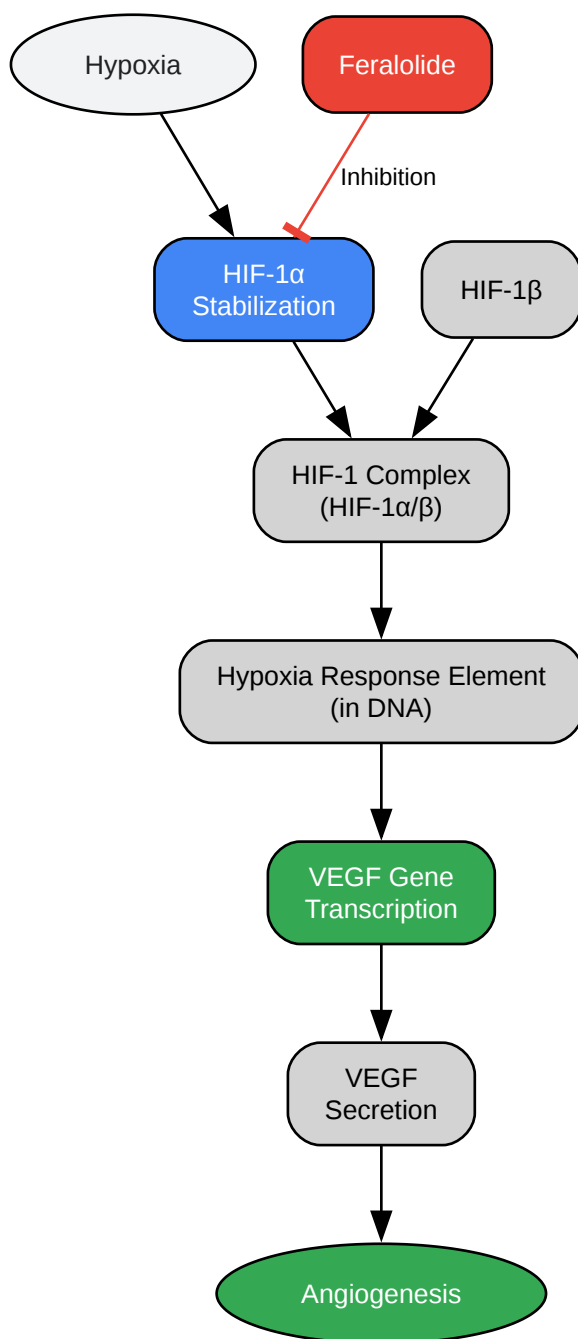 Hypoxia
Feralolide
Inhibition
HIF-1α
Stabilization
HIF-1β
HIF-1 Complex
(HIF-1α/β)
Hypoxia Response Element
(in DNA)
VEGF Gene
Transcription
VEGF
Secretion
Angiogenesis